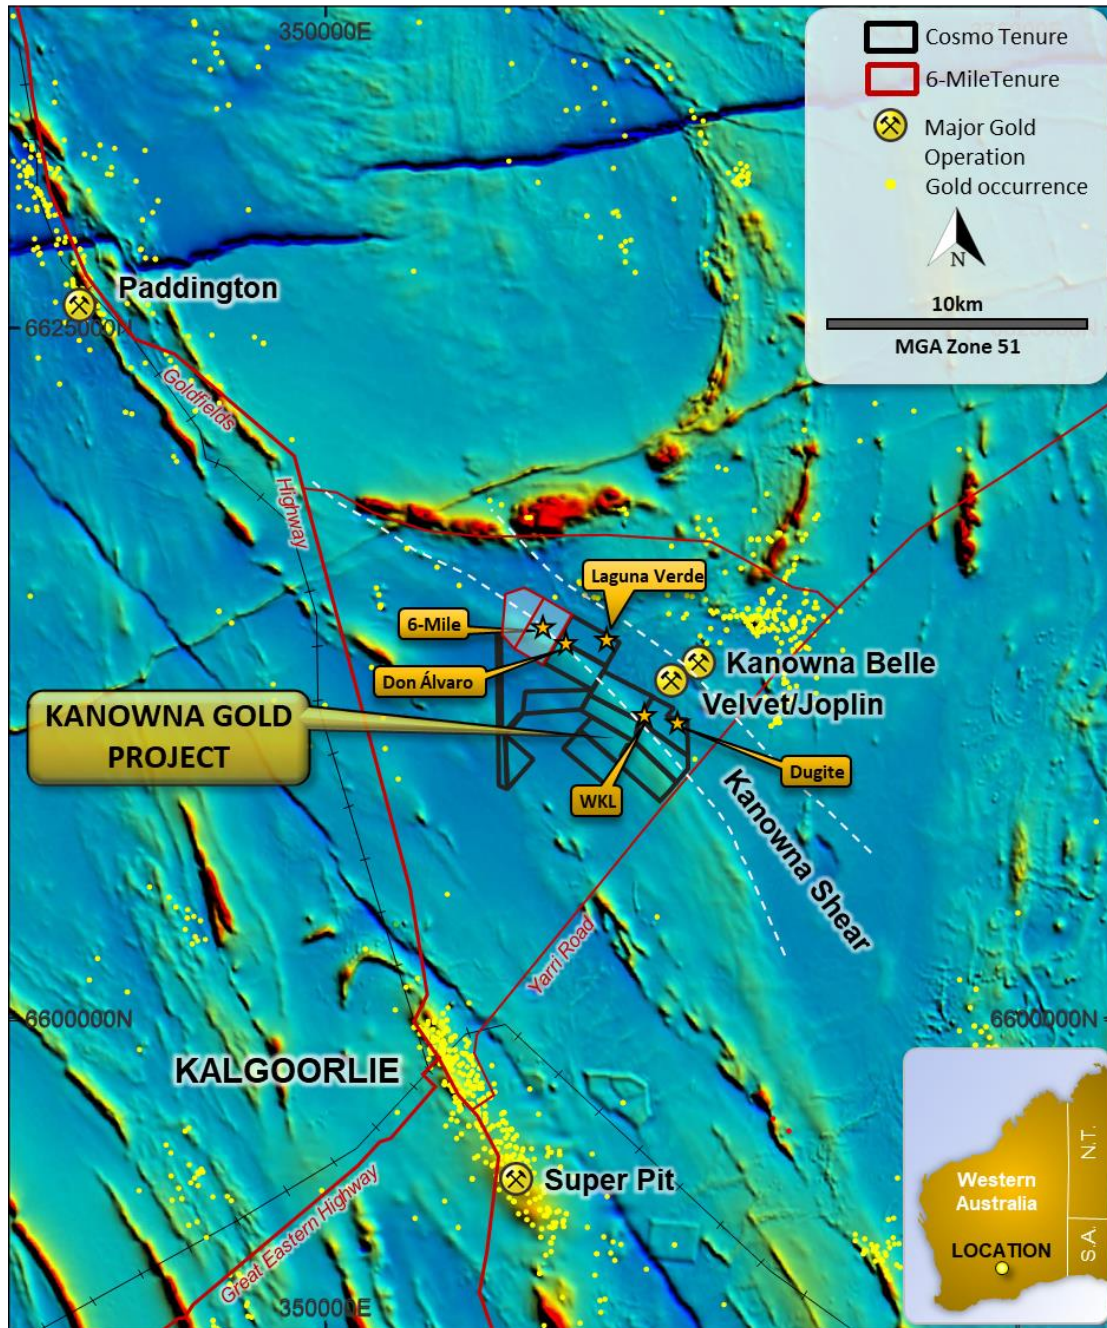 350000E
Cosmo Tenure
6-MileTenure
Major Gold
Operation
Gold occurrence
N
10km
MGA Zone 51
Paddington
6625000N
Goldfields
Highway
Laguna Verde
6-Mile
Don Álvaro
Kanowna Belle
Velvet/Joplin
KANOWNA GOLD
PROJECT
Dugite
WKL
Kanowna Shear
Yarri Road
6600000N
6600000N
KALGOORLIE
Super Pit
Great Eastern Highway
350000E
N.T.
Western
Australia
S.A.
LOCATION